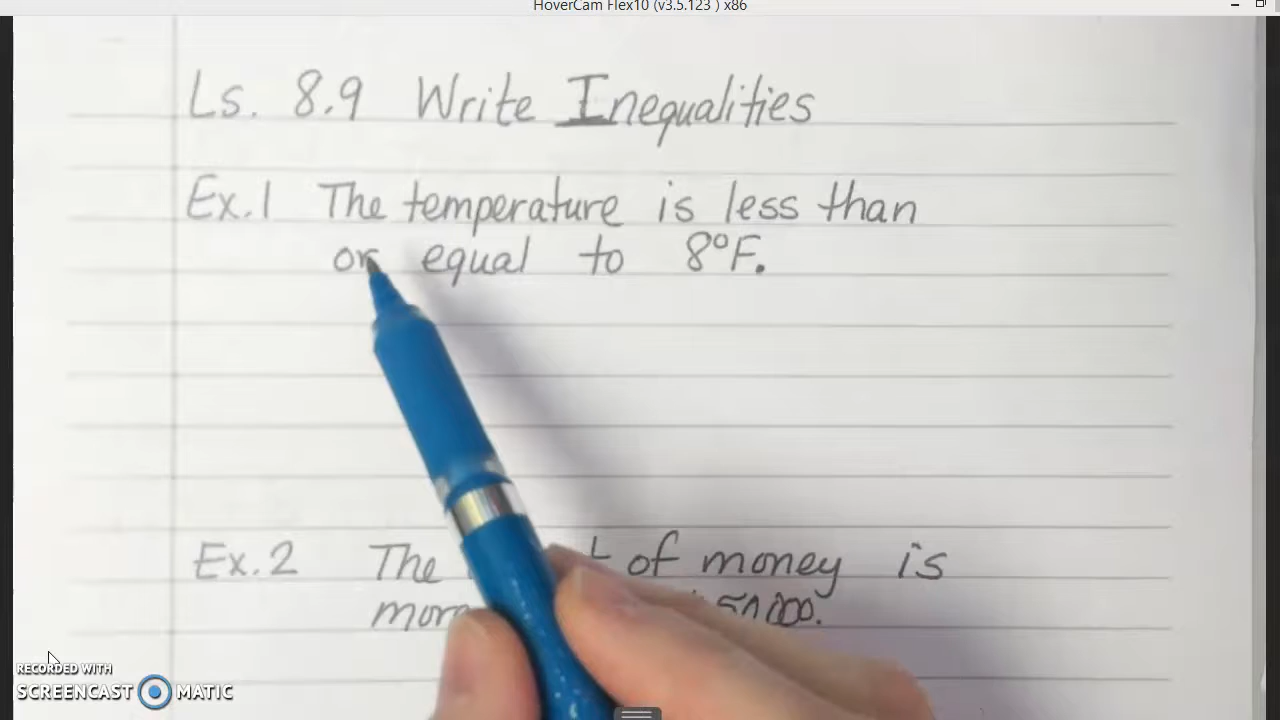 HoverCam Flex10 (v3.5.123 ) x86
Ls. 8.9 Write Inequalities
Ex.1 The temperature is less than
or equal to 8°F.
Ex.2 The of money is
RECORDED WITH
SCREENCAST MATIC